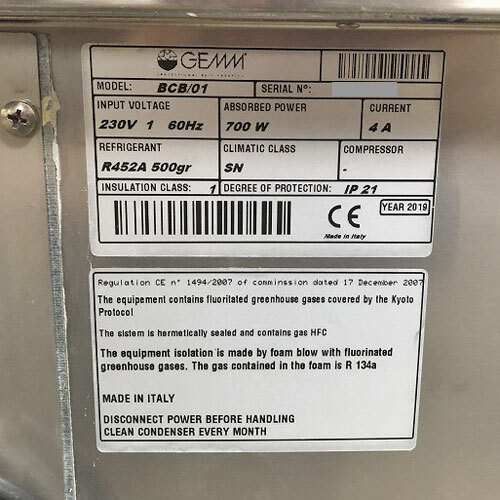 GEMM
MODEL: BCB/01 SERIAL N°:
INPUT VOLTAGE ABSORBED POWER CURRENT
230V 1 60Hz 700 W 4 A
REFRIGERANT CLIMATIC CLASS COMPRESSOR
R452A 500gr SN -
INSULATION CLASS: 1 DEGREE OF PROTECTION: IP 21
CE YEAR 2019
Made in Italy
Regulation CE n° 1494/2007 of comminssion dated 17 December 2007
The equipement contains fluoritated greenhouse gases covered by the Kyoto
Protocol
The sistem is hermetically sealed and contains gas HFC
The equipment isolation is made by foam blow with fluorinated
greenhouse gases. The gas contained in the foam is R 134a
MADE IN ITALY
DISCONNECT POWER BEFORE HANDLING
CLEAN CONDENSER EVERY MONTH